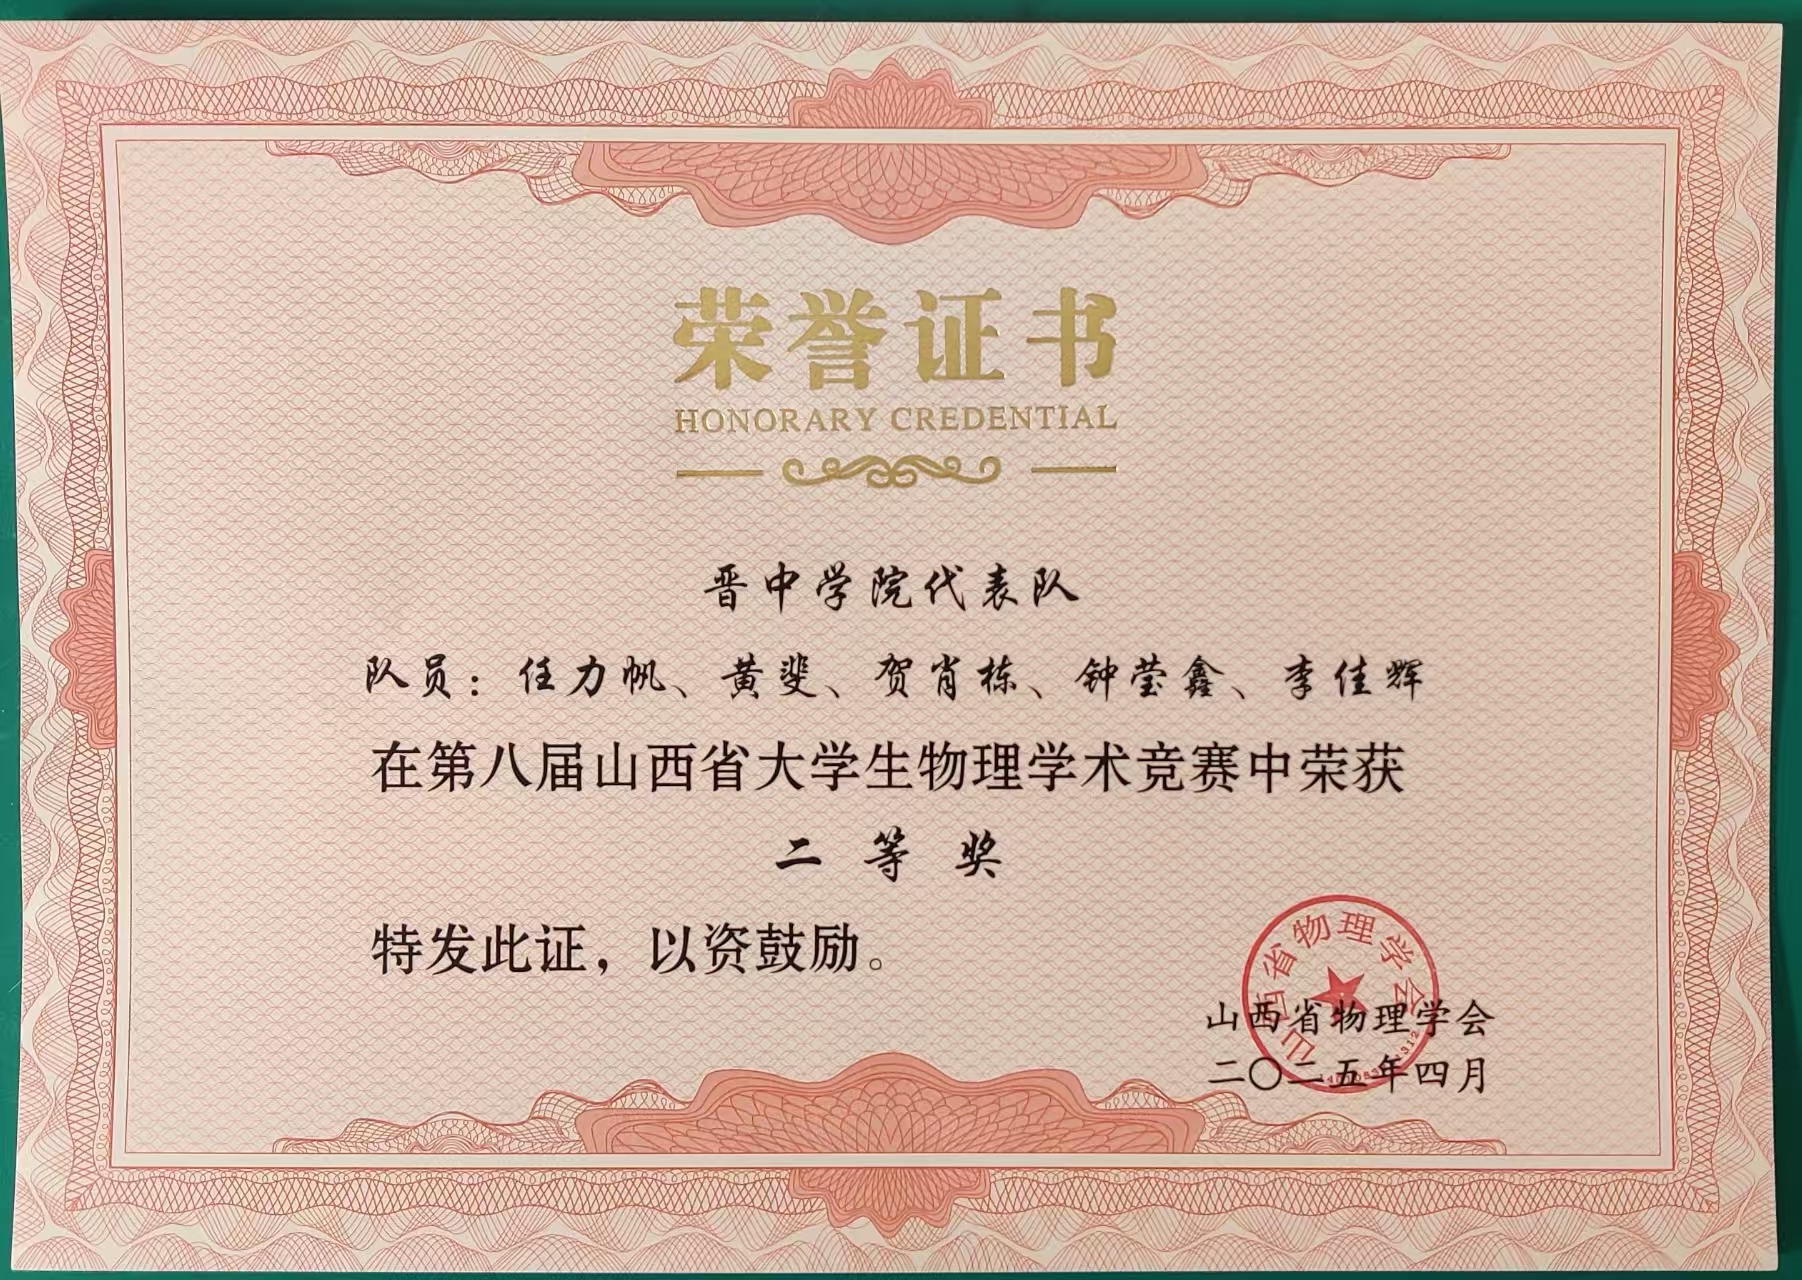 荣誉证书
HONORARY CREDENTIAL
晋中学院代表队
队员：任力帆、黄斐、贺肖栋、钟莹鑫、李佳辉
在第八届山西省大学生物理学术竞赛中荣获
二等奖
特发此证，以资鼓励。
山西省物理学会
山西省物理学会
二〇二五年四月